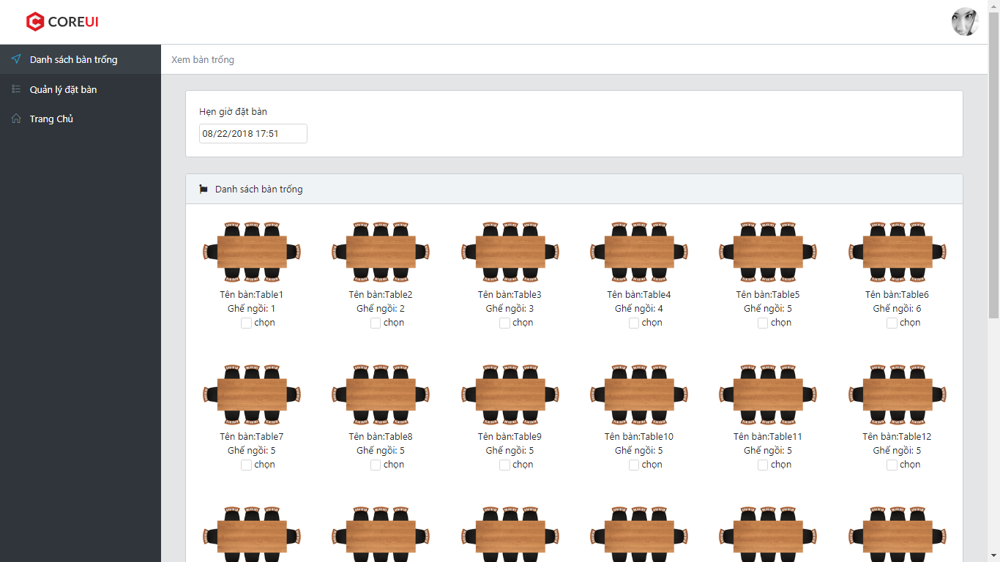 COREUI
Danh sách bàn trống
Xem bàn trống
Quản lý đặt bàn
Trang Chủ
Hẹn giờ đặt bàn
08/22/2018 17:51
Danh sách bàn trống
Tên bàn:Table1 Tên bàn:Table2 Tên bàn:Table3 Tên bàn:Table4 Tên bàn:Table5 Tên bàn:Table6
Ghế ngồi: 1 Ghế ngồi: 2 Ghế ngồi: 3 Ghế ngồi: 4 Ghế ngồi: 5 Ghế ngồi: 6
chọn chọn chọn chọn chọn chọn
Tên bàn:Table7 Tên bàn:Table8 Tên bàn:Table9 Tên bàn:Table10 Tên bàn:Table11 Tên bàn:Table12
Ghế ngồi: 5 Ghế ngồi: 5 Ghế ngồi: 5 Ghế ngồi: 5 Ghế ngồi: 5 Ghế ngồi: 5
chọn chọn chọn chọn chọn chọn